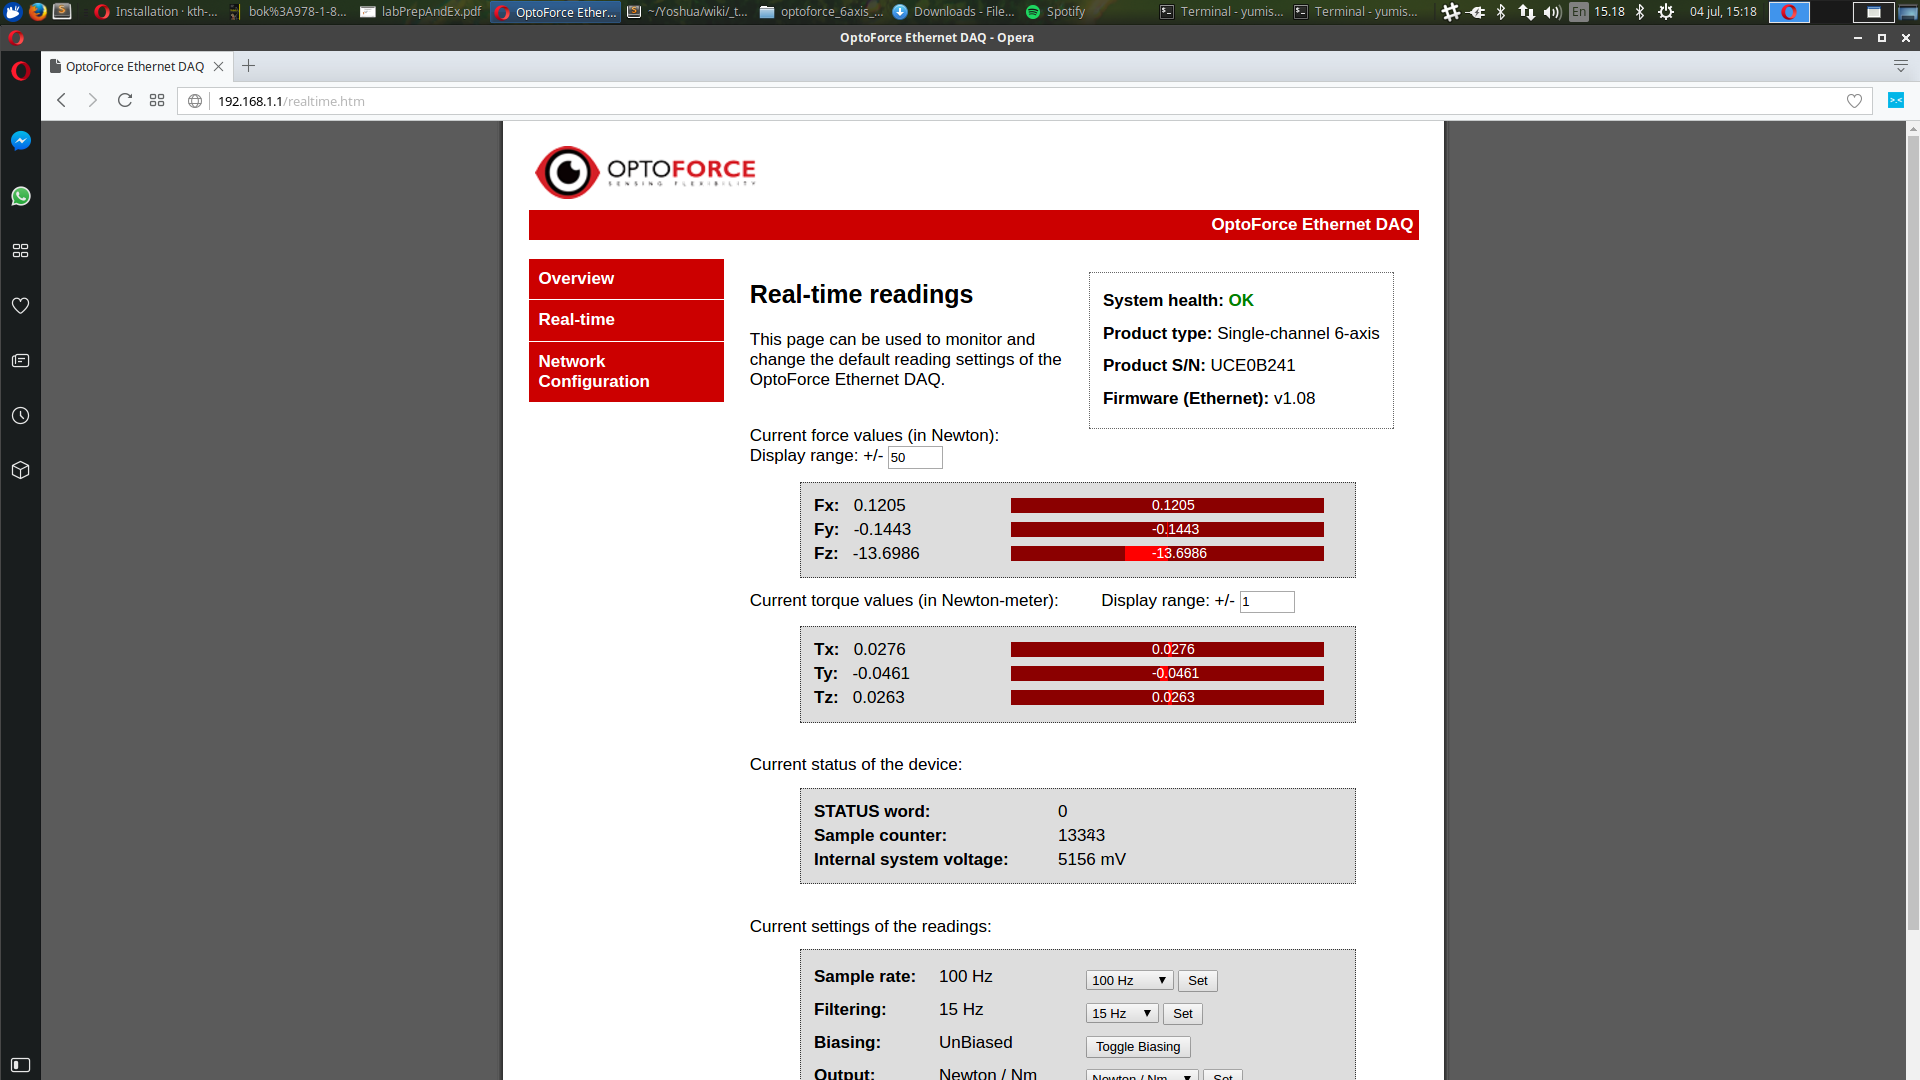 Installation · kth-...
bok%3A978-1-8...
labPrepAndEx.pdf
OptoForce Ether...
~/Yoshua/wiki/_t...
optoforce_6axis_...
Downloads - File...
Spotify
Terminal - yumis...
Terminal - yumis...
En
15.18
04 jul, 15:18
OptoForce Ethernet DAQ - Opera
OptoForce Ethernet DAQ
192.168.1.1/realtime.htm
OPTOFORCE
SENSING FLEXIBILITY
OptoForce Ethernet DAQ
Overview
Real-time
Network
Configuration
Real-time readings
This page can be used to monitor and
change the default reading settings of the
OptoForce Ethernet DAQ.
System health: OK
Product type: Single-channel 6-axis
Product S/N: UCE0B241
Firmware (Ethernet): v1.08
Current force values (in Newton):
Display range: +/- 50
Fx: 0.1205 0.1205
Fy: -0.1443 -0.1443
Fz: -13.6986 -13.6986
Current torque values (in Newton-meter): Display range: +/- 1
Tx: 0.0276 0.0276
Ty: -0.0461 -0.0461
Tz: 0.0263 0.0263
Current status of the device:
STATUS word: 0
Sample counter: 13343
Internal system voltage: 5156 mV
Current settings of the readings:
Sample rate: 100 Hz 100 Hz Set
Filtering: 15 Hz 15 Hz Set
Biasing: UnBiased Toggle Biasing
Output: Newton / Nm Newton / Nm Set